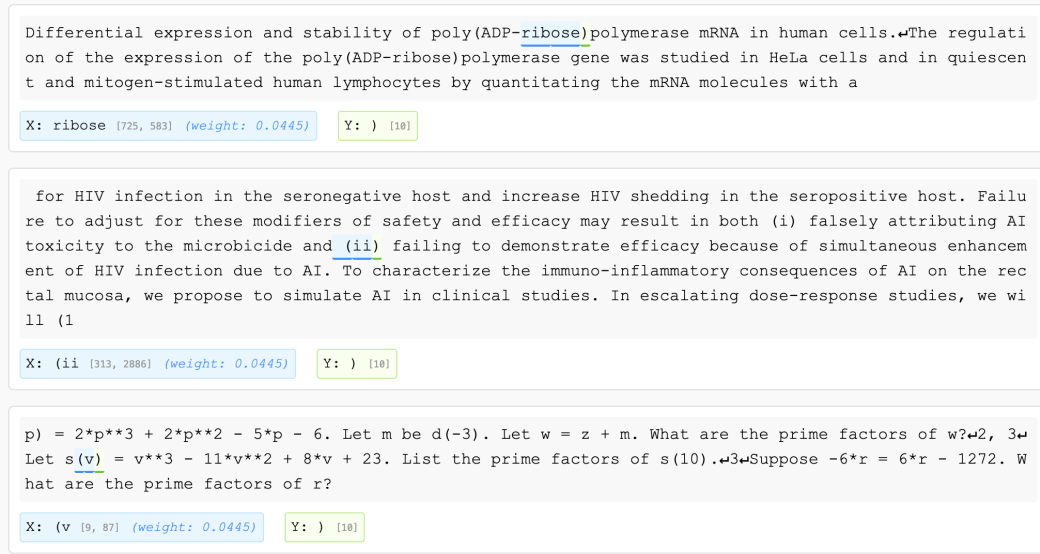 Differential expression and stability of poly(ADP-ribose)polymerase mRNA in human cells.↵The regulati
on of the expression of the poly(ADP-ribose)polymerase gene was studied in HeLa cells and in quiescen
t and mitogen-stimulated human lymphocytes by quantitating the mRNA molecules with a
X: ribose [725, 583] (weight: 0.0445) Y: ) [10]
for HIV infection in the seronegative host and increase HIV shedding in the seropositive host. Failu
re to adjust for these modifiers of safety and efficacy may result in both (i) falsely attributing AI
toxicity to the microbicide and (ii) failing to demonstrate efficacy because of simultaneous enhancem
ent of HIV infection due to AI. To characterize the immuno-inflammatory consequences of AI on the rec
tal mucosa, we propose to simulate AI in clinical studies. In escalating dose-response studies, we wi
ll (1
X: (ii [313, 2886] (weight: 0.0445) Y: ) [10]
p) = 2*p**3 + 2*p**2 - 5*p - 6. Let m be d(-3). Let w = z + m. What are the prime factors of w?↵2, 3↵
Let s(v) = v**3 - 11*v**2 + 8*v + 23. List the prime factors of s(10).↵3↵Suppose -6*r = 6*r - 1272. W
hat are the prime factors of r?
X: (v [9, 87] (weight: 0.0445) Y: ) [10]